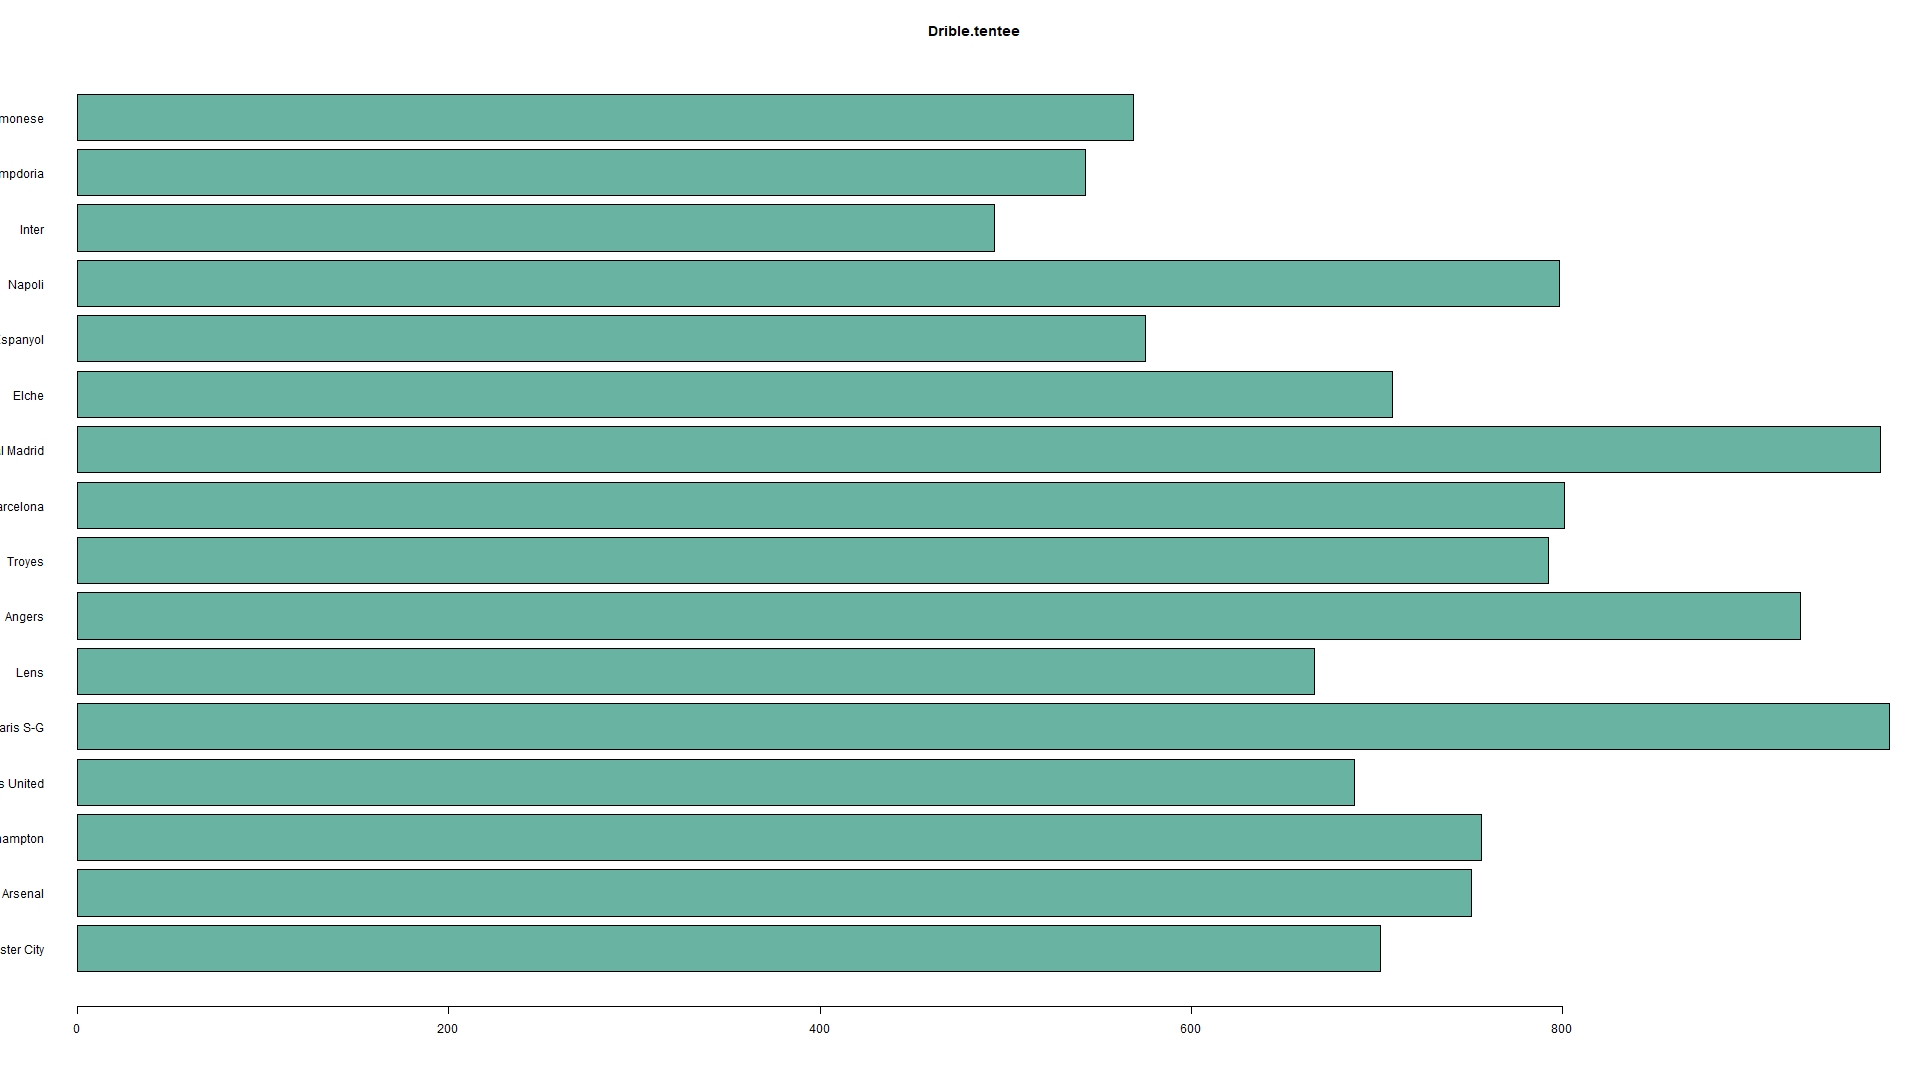 Drible.tentee
monese
mpdoria
Inter
Napoli
spanyol
Elche
l Madrid
arcelona
Troyes
Angers
Lens
aris S-G
s United
ampton
Arsenal
ster City
0 200 400 600 800